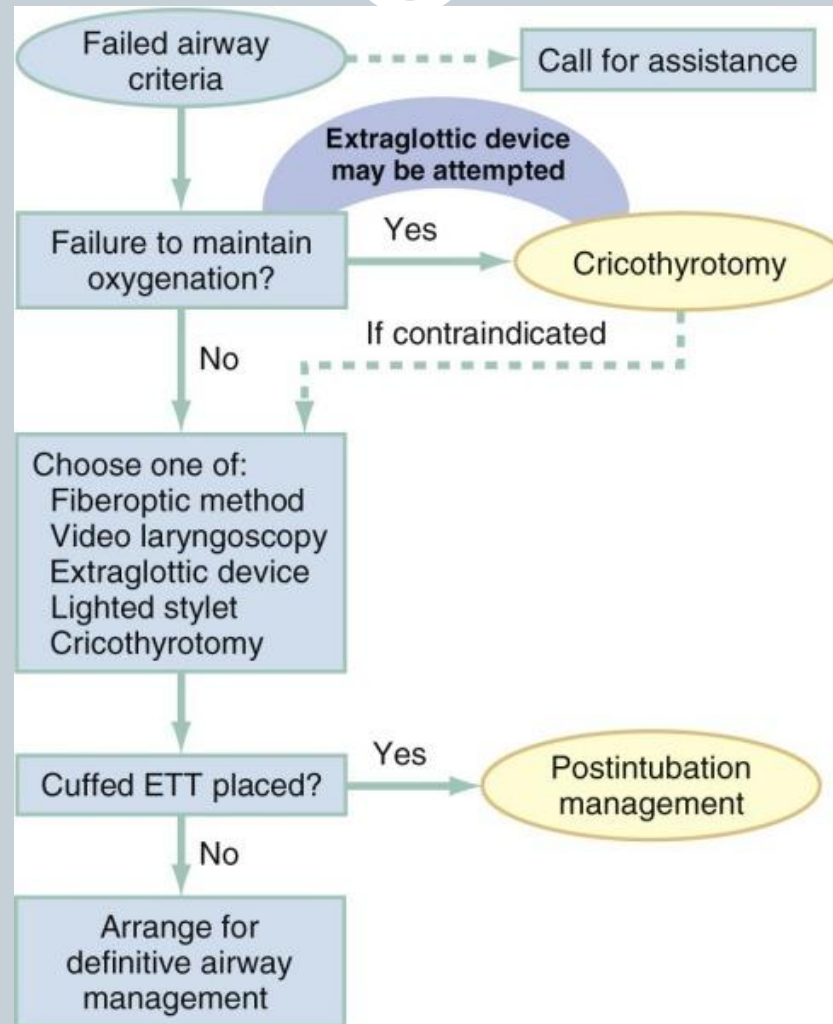 Failed airway
criteria
Call for assistance
Extraglottic device
may be attempted
Failure to maintain
oxygenation?
Yes
Cricothyrotomy
If contraindicated
No
Choose one of:
Fiberoptic method
Video laryngoscopy
Extraglottic device
Lighted stylet
Cricothyrotomy
Cuffed ETT placed?
Yes
Postintubation
management
No
Arrange for
definitive airway
management